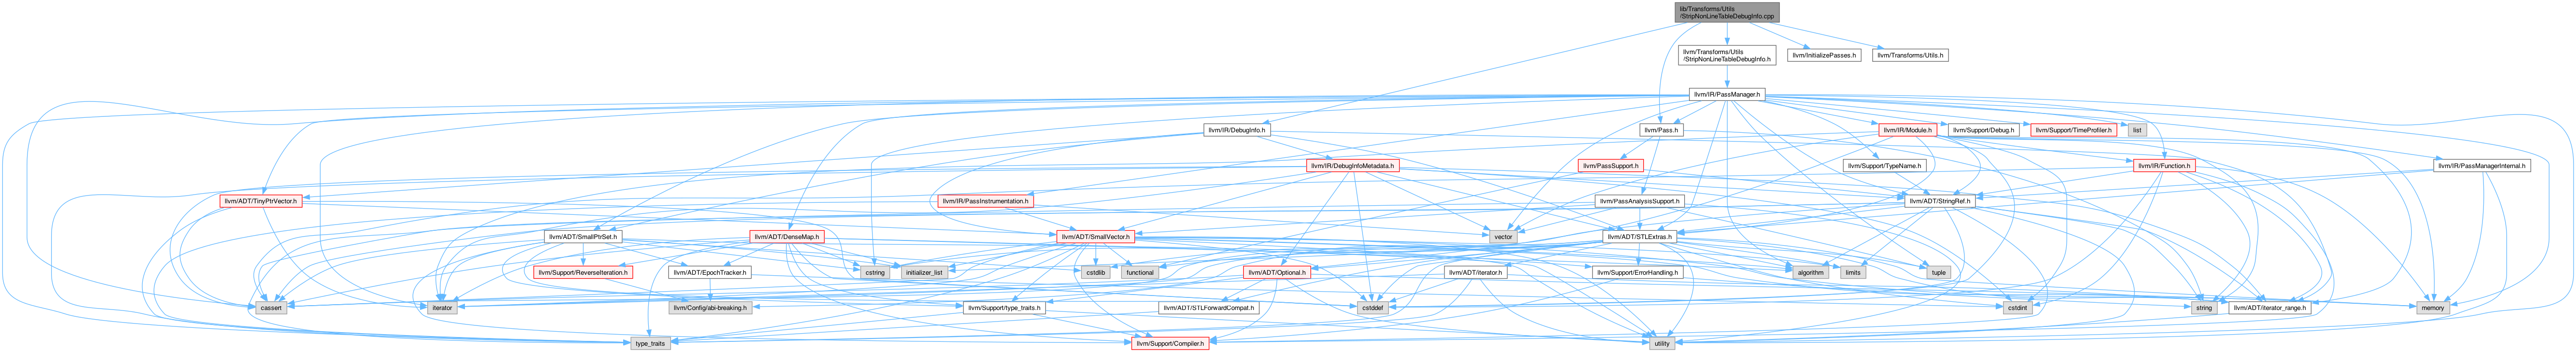 lib/Transforms/Utils
/StripNonLineTableDebugInfo.cpp
llvm/Transforms/Utils
/StripNonLineTableDebugInfo.h
llvm/InitializePasses.h
llvm/Transforms/Utils.h
llvm/IR/PassManager.h
llvm/IR/DebugInfo.h
llvm/Pass.h
llvm/IR/Module.h
llvm/Support/Debug.h
llvm/Support/TimeProfiler.h
list
llvm/IR/DebugInfoMetadata.h
llvm/PassSupport.h
llvm/Support/TypeName.h
llvm/IR/Function.h
llvm/IR/PassManagerInternal.h
llvm/ADT/TinyPtrVector.h
llvm/IR/PassInstrumentation.h
llvm/PassAnalysisSupport.h
llvm/ADT/StringRef.h
llvm/ADT/SmallPtrSet.h
llvm/ADT/DenseMap.h
llvm/ADT/SmallVector.h
vector
llvm/ADT/STLExtras.h
llvm/Support/ReverseIteration.h
llvm/ADT/EpochTracker.h
cstring
initializer_list
cstdlib
functional
llvm/ADT/Optional.h
llvm/ADT/iterator.h
llvm/Support/ErrorHandling.h
algorithm
limits
tuple
cassert
iterator
llvm/Config/abi-breaking.h
llvm/Support/type_traits.h
llvm/ADT/STLForwardCompat.h
cstddef
cstdint
string
llvm/ADT/iterator_range.h
memory
type_traits
llvm/Support/Compiler.h
utility